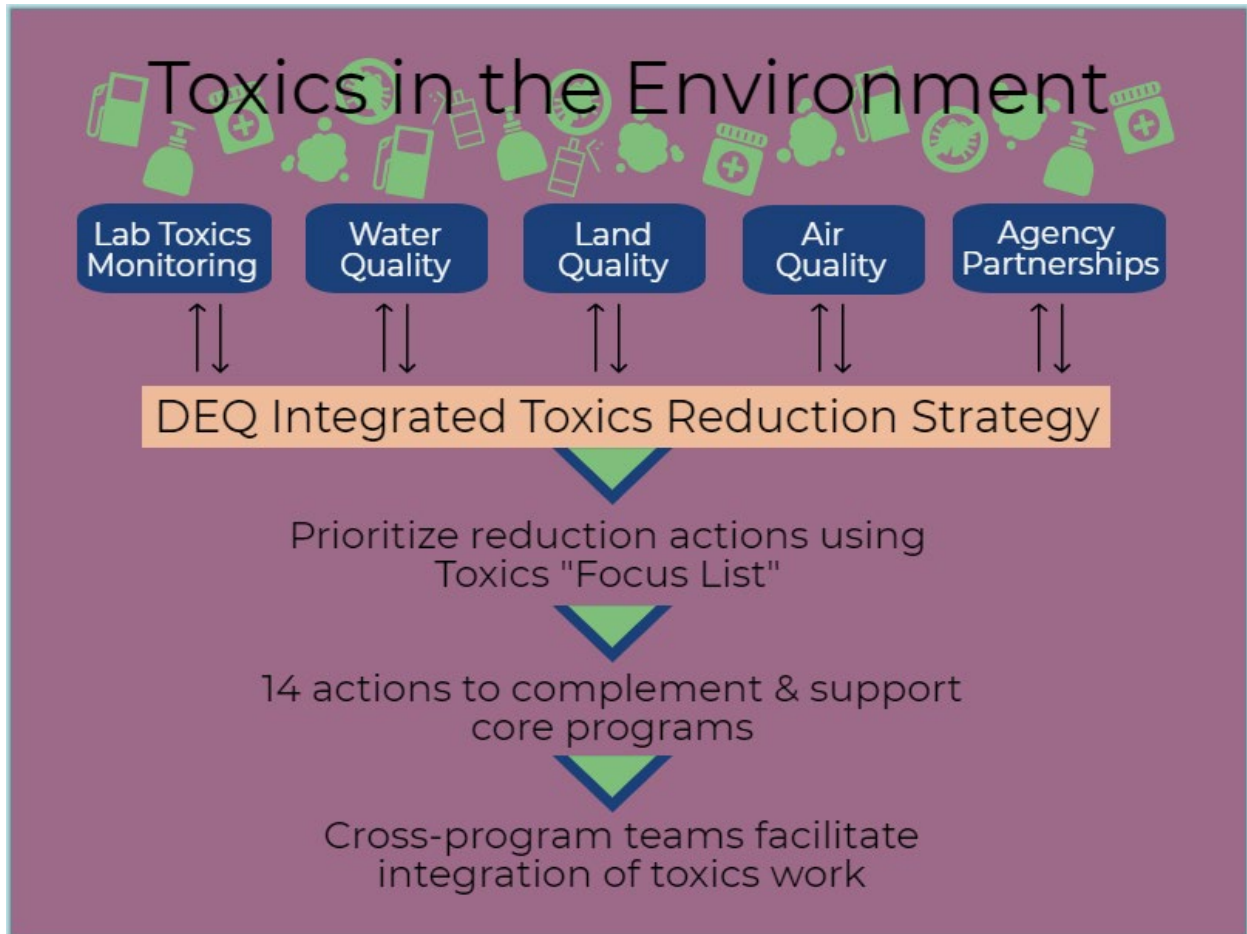 Toxics in the Environment
Lab Toxics
Monitoring
Water
Quality
Land
Quality
Air
Quality
Agency
Partnerships
DEQ Integrated Toxics Reduction Strategy
Prioritize reduction actions using
Toxics "Focus List"
14 actions to complement & support
core programs
Cross-program teams facilitate
integration of toxics work